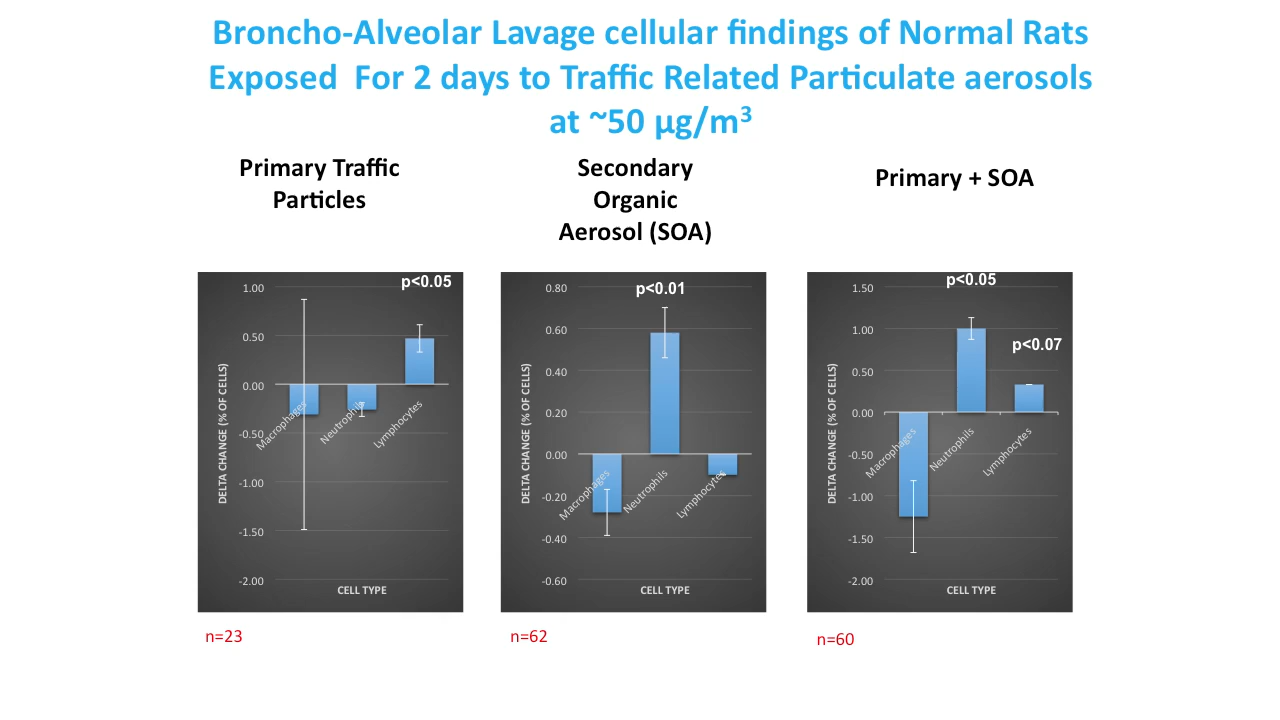 Broncho-Alveolar Lavage cellular findings of Normal Rats
Exposed  For 2 days to Traffic Related Particulate aerosols
at ~50 μg/m³
Primary Traffic
Particles
Secondary
Organic
Aerosol (SOA)
Primary + SOA
p<0.05
1.00
0.50
0.00
-0.50
-1.00
-1.50
-2.00
DELTA CHANGE (% OF CELLS)
Macrophages
Neutrophils
Lymphocytes
CELL TYPE
n=23
p<0.01
0.80
0.60
0.40
0.20
0.00
-0.20
-0.40
-0.60
DELTA CHANGE (% OF CELLS)
Macrophages
Neutrophils
Lymphocytes
CELL TYPE
n=62
p<0.05
p<0.07
1.50
1.00
0.50
0.00
-0.50
-1.00
-1.50
-2.00
DELTA CHANGE (% OF CELLS)
Macrophages
Neutrophils
Lymphocytes
CELL TYPE
n=60